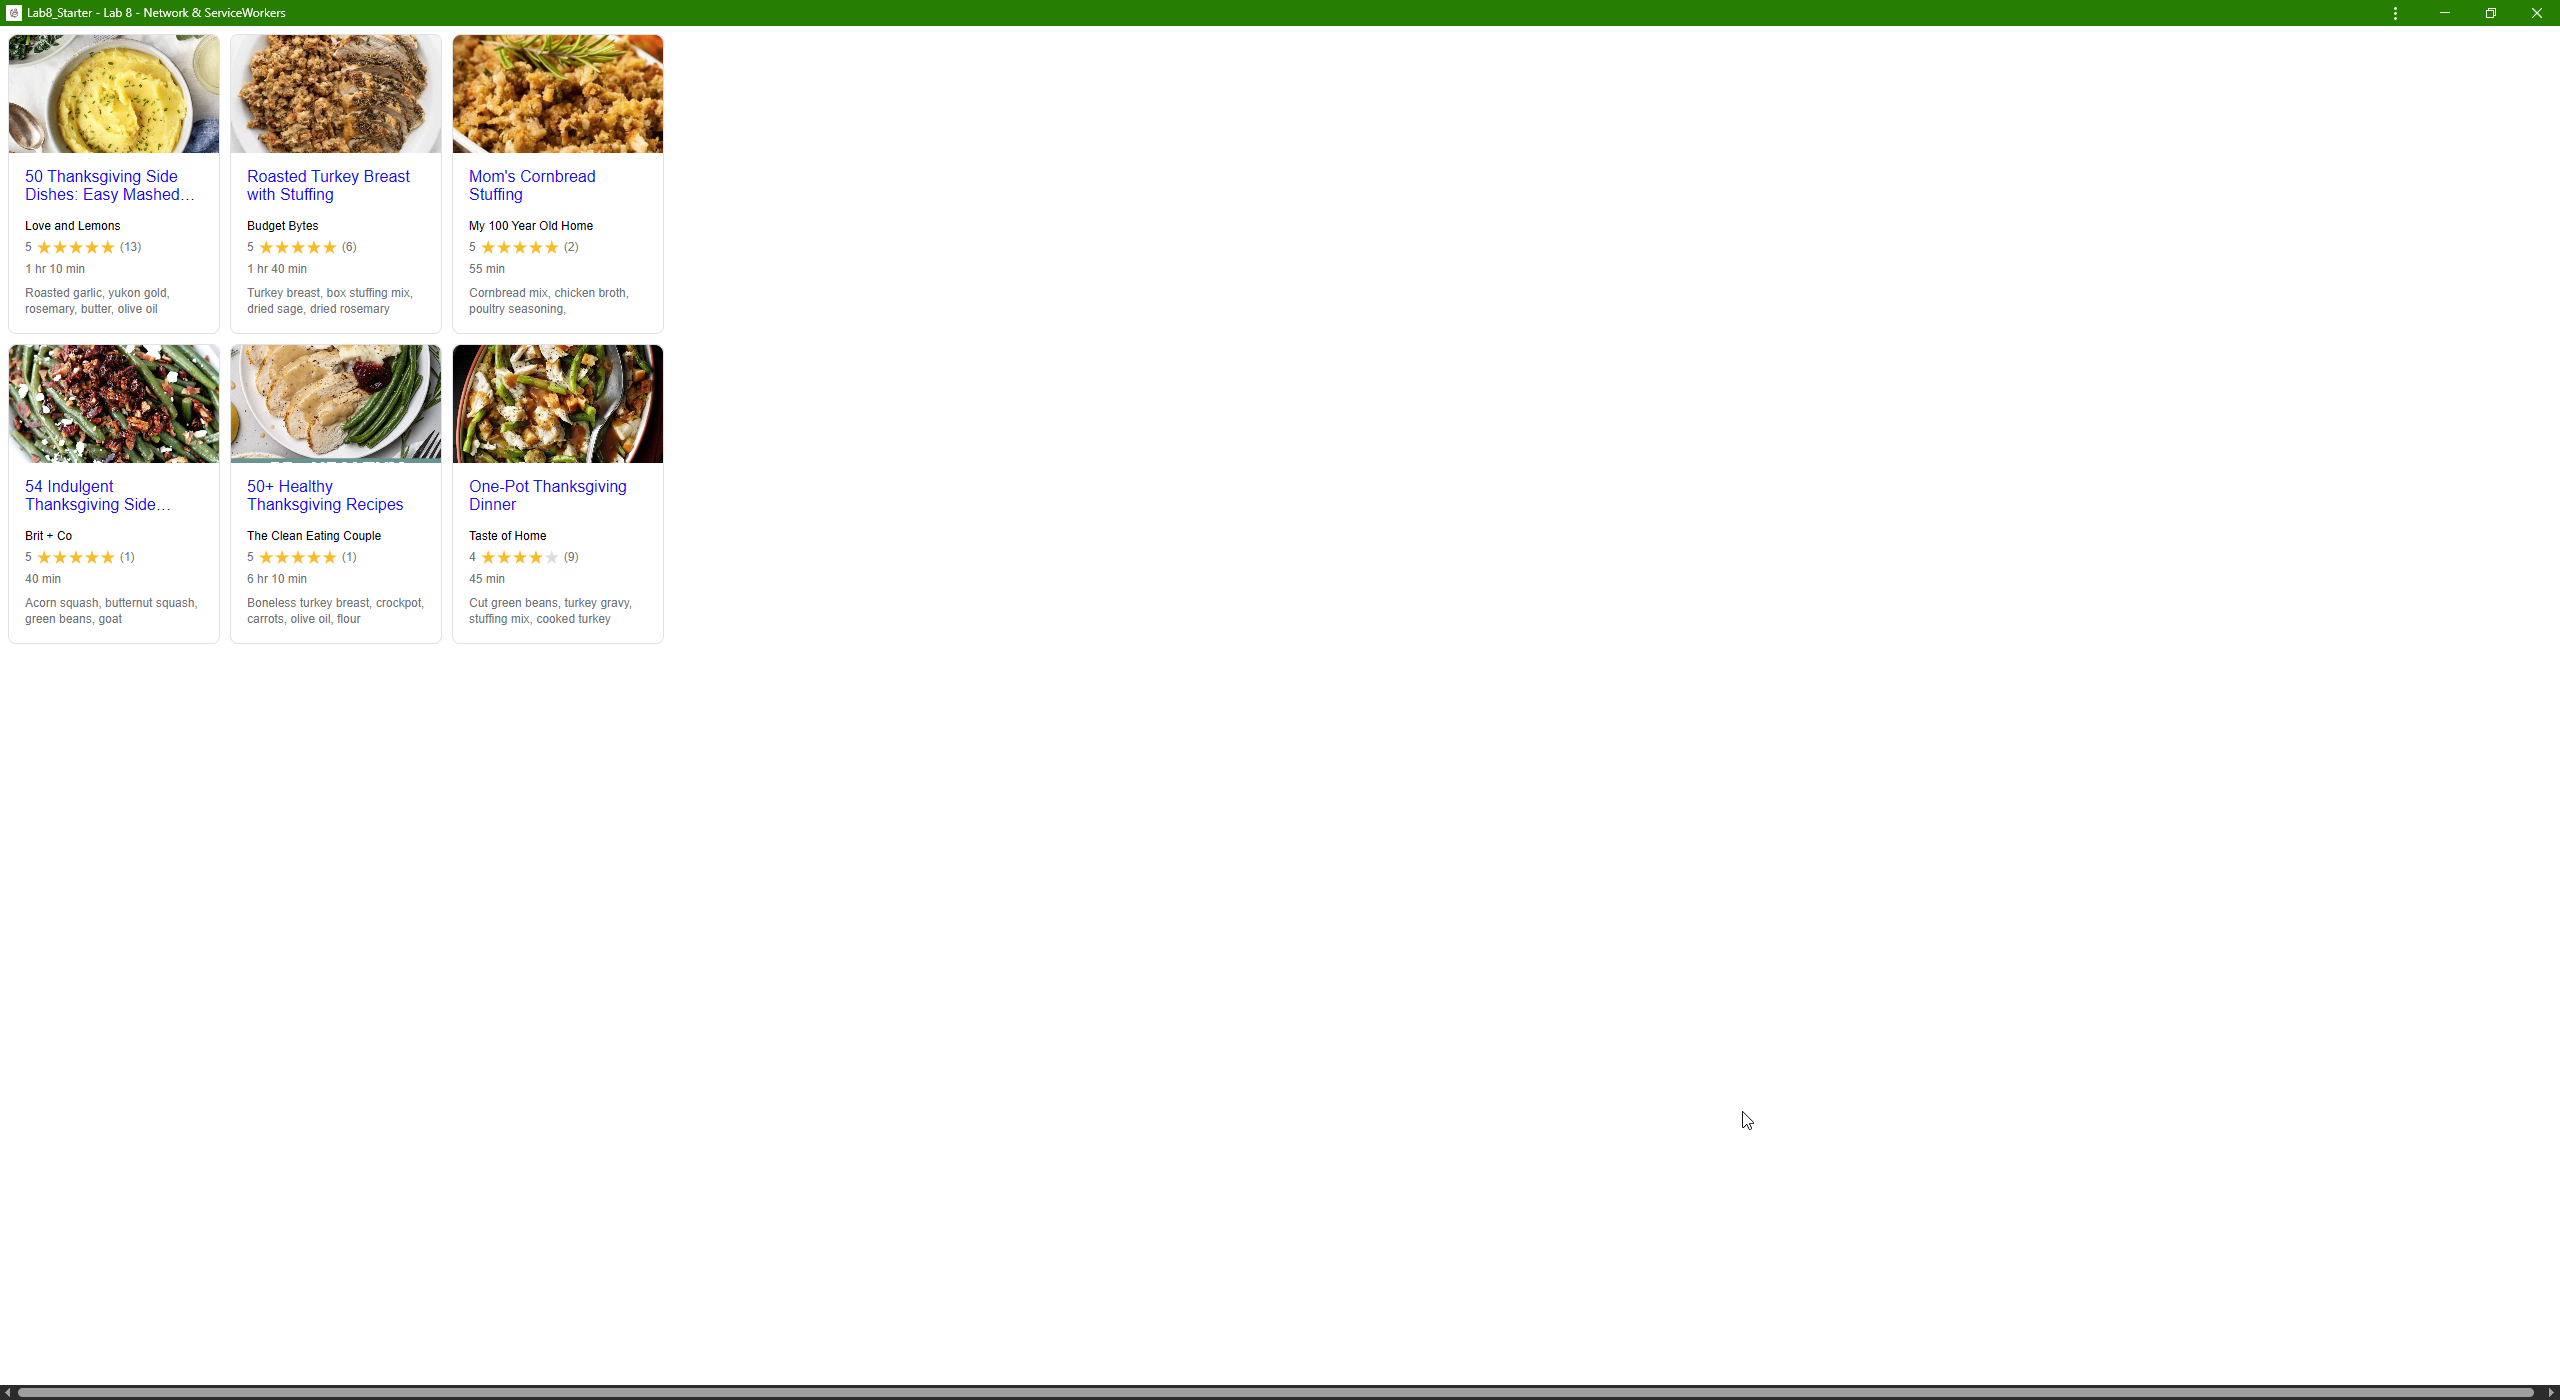 Lab8_Starter - Lab 8 - Network & ServiceWorkers
50 Thanksgiving Side
Dishes: Easy Mashed...
Love and Lemons
5 (13)
1 hr 10 min
Roasted garlic, yukon gold,
rosemary, butter, olive oil
Roasted Turkey Breast
with Stuffing
Budget Bytes
5 (6)
1 hr 40 min
Turkey breast, box stuffing mix,
dried sage, dried rosemary
Mom's Cornbread
Stuffing
My 100 Year Old Home
5 (2)
55 min
Cornbread mix, chicken broth,
poultry seasoning,
54 Indulgent
Thanksgiving Side...
Brit + Co
5 (1)
40 min
Acorn squash, butternut squash,
green beans, goat
50+ Healthy
Thanksgiving Recipes
The Clean Eating Couple
5 (1)
6 hr 10 min
Boneless turkey breast, crockpot,
carrots, olive oil, flour
One-Pot Thanksgiving
Dinner
Taste of Home
4 (9)
45 min
Cut green beans, turkey gravy,
stuffing mix, cooked turkey